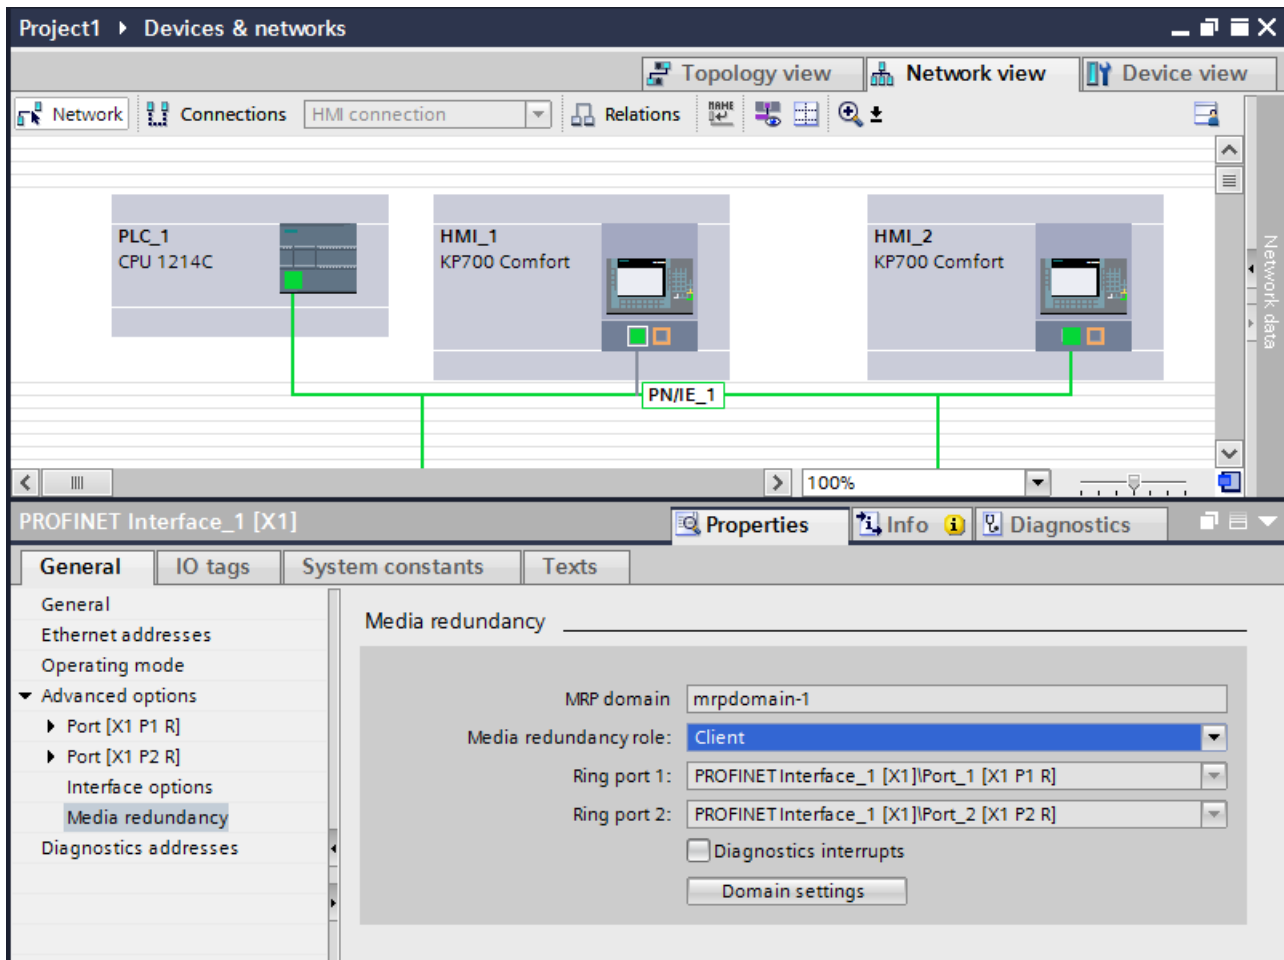 Project1 ▸ Devices & networks
Topology view
Network view
Device view
Network
Connections
HMI connection
Relations
NAME
PLC_1
CPU 1214C
HMI_1
KP700 Comfort
HMI_2
KP700 Comfort
PN/IE_1
Network data
100%
PROFINET Interface_1 [X1]
Properties
Info
Diagnostics
General
IO tags
System constants
Texts
General
Ethernet addresses
Operating mode
Advanced options
Port [X1 P1 R]
Port [X1 P2 R]
Interface options
Media redundancy
Diagnostics addresses
Media redundancy
MRP domain mrpdomain-1
Media redundancy role: Client
Ring port 1: PROFINET Interface_1 [X1]\Port_1 [X1 P1 R]
Ring port 2: PROFINET Interface_1 [X1]\Port_2 [X1 P2 R]
Diagnostics interrupts
Domain settings